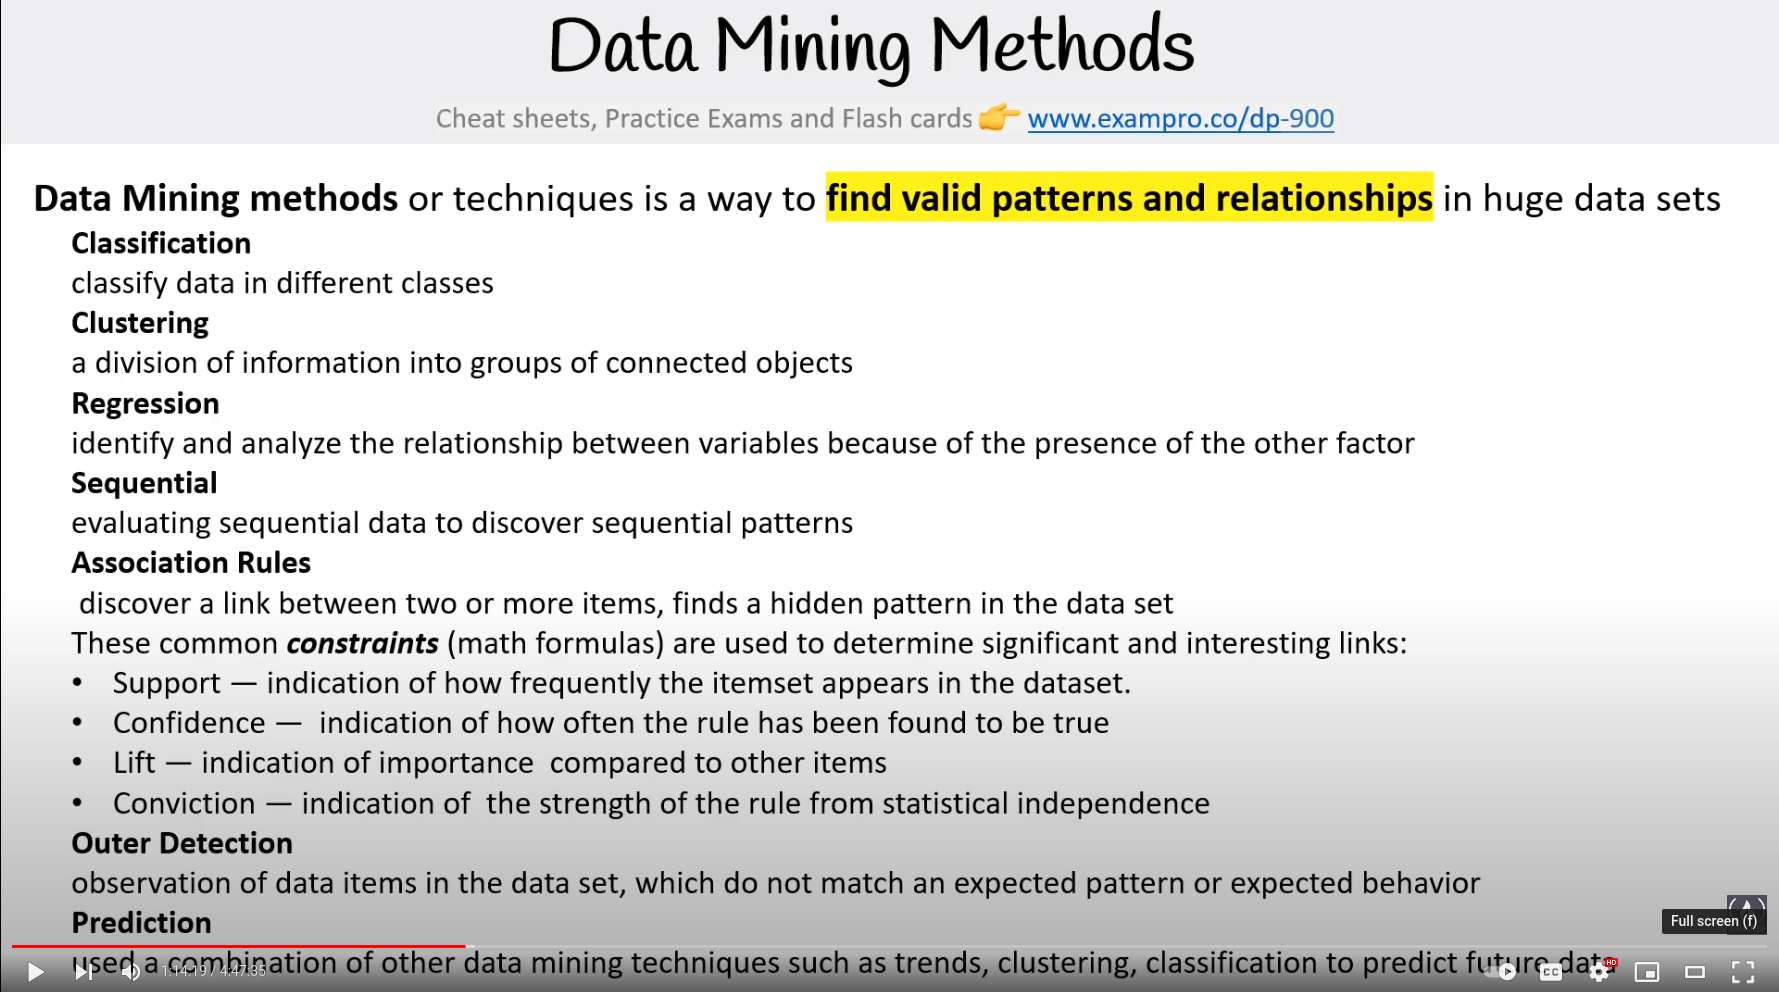 Data Mining Methods
Cheat sheets, Practice Exams and Flash cards 👉 www.exampro.co/dp-900
Data Mining methods or techniques is a way to find valid patterns and relationships in huge data sets
Classification
classify data in different classes
Clustering
a division of information into groups of connected objects
Regression
identify and analyze the relationship between variables because of the presence of the other factor
Sequential
evaluating sequential data to discover sequential patterns
Association Rules
discover a link between two or more items, finds a hidden pattern in the data set
These common constraints (math formulas) are used to determine significant and interesting links:
• Support — indication of how frequently the itemset appears in the dataset.
• Confidence — indication of how often the rule has been found to be true
• Lift — indication of importance compared to other items
• Conviction — indication of the strength of the rule from statistical independence
Outer Detection
observation of data items in the data set, which do not match an expected pattern or expected behavior
Prediction
Full screen (f)
used a combination of other data mining techniques such as trends, clustering, classification to predict future data
1:14:19 / 4:47:35
CC
HD